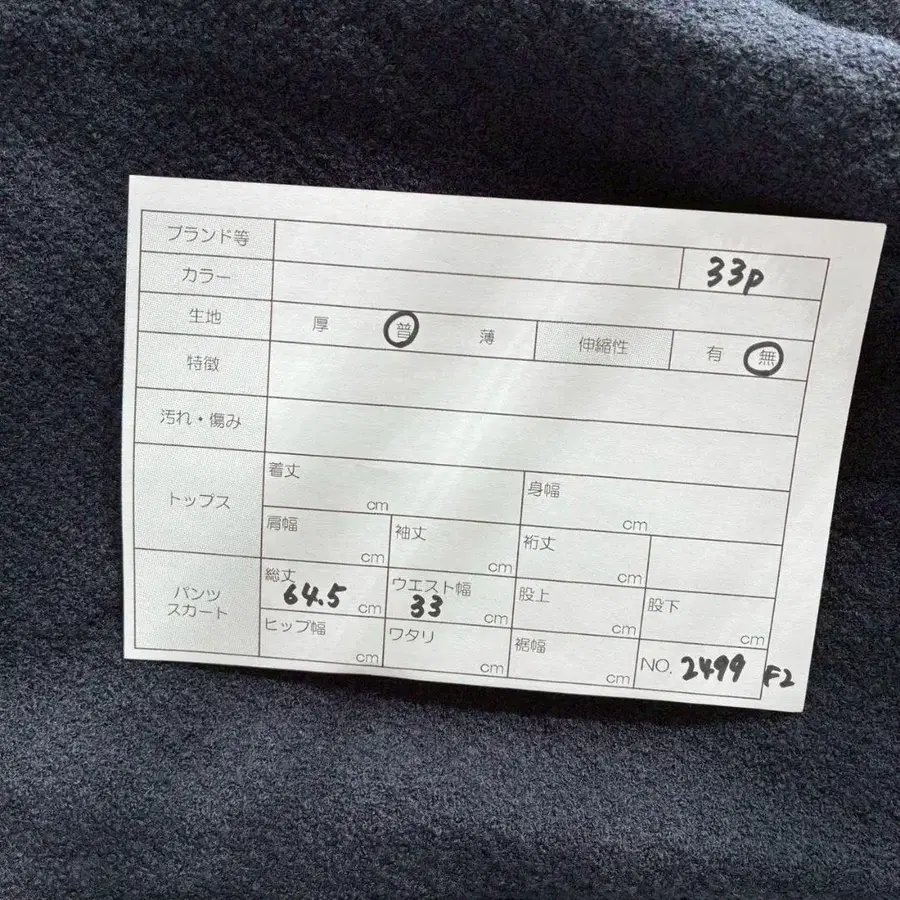 ブランド等 33p
カラー
生地 厚 普 薄 伸縮性 有 無
特徴
汚れ・傷み
トップス
着丈 cm 身幅 cm
肩幅 cm 袖丈 cm 裄丈 cm
パンツ
スカート
総丈 64.5 cm ウエスト幅 33 cm 股上 cm 股下 cm
ヒップ幅 cm ワタリ cm 裾幅 cm NO. 2499 F2